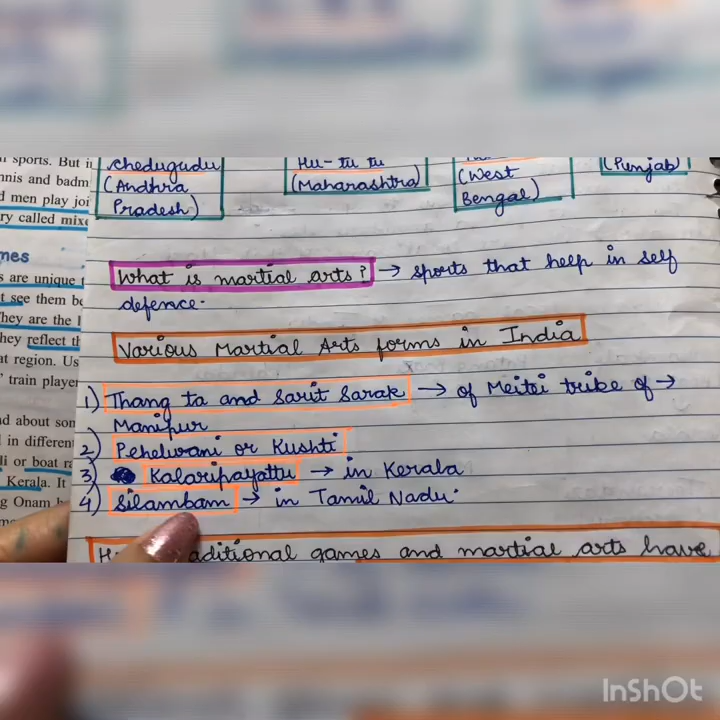 sports. But i
nnis and badm
d men play joi
ry called mixe
mes
s are unique
t see them be
hey are the l
hey reflect th
at region. Us
' train player
d about son
l in differen
li or boat ra
Kerala. It
g Onam
Chedugudu
(Andhra
Pradesh)
Hu-tu tu
(Maharashtra)
(West
Bengal)
(Punjab)
What is martial arts? → sports that help in self
defence.
Various Martial Arts forms in India
1) Thang ta and Sarit Sarak → of Meitei tribe of →
Manipur
2) Pehelwani or Kushti
3) Kalaripayattu → in Kerala
4) Silambam → in Tamil Nadu.
aditional games and martial arts have
InShOt